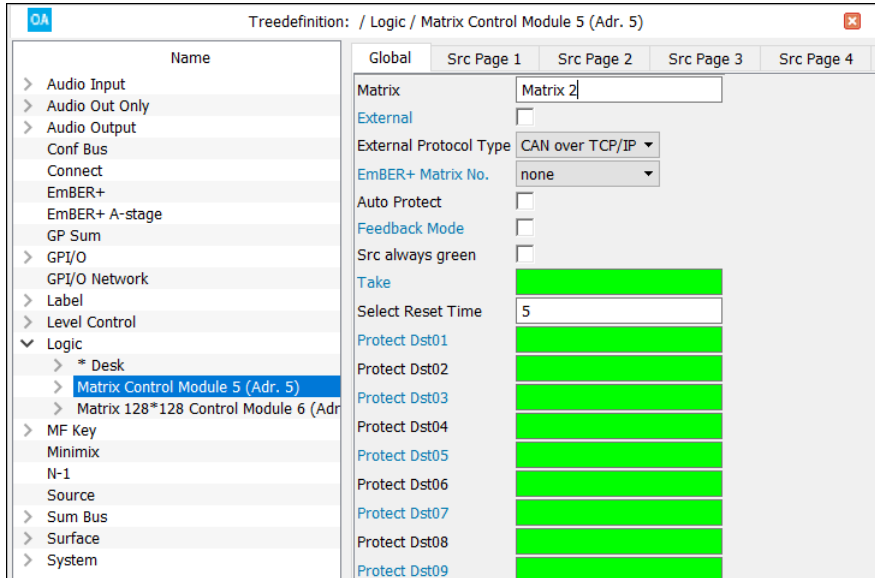 OA Treedefinition: / Logic / Matrix Control Module 5 (Adr. 5)
Name
Audio Input
Audio Out Only
Audio Output
Conf Bus
Connect
EmBER+
EmBER+ A-stage
GP Sum
GPI/O
GPI/O Network
Label
Level Control
Logic
* Desk
Matrix Control Module 5 (Adr. 5)
Matrix 128*128 Control Module 6 (Adr
MF Key
Minimix
N-1
Source
Sum Bus
Surface
System
Global Src Page 1 Src Page 2 Src Page 3 Src Page 4
Matrix Matrix 2
External
External Protocol Type CAN over TCP/IP
EmBER+ Matrix No. none
Auto Protect
Feedback Mode
Src always green
Take
Select Reset Time 5
Protect Dst01
Protect Dst02
Protect Dst03
Protect Dst04
Protect Dst05
Protect Dst06
Protect Dst07
Protect Dst08
Protect Dst09